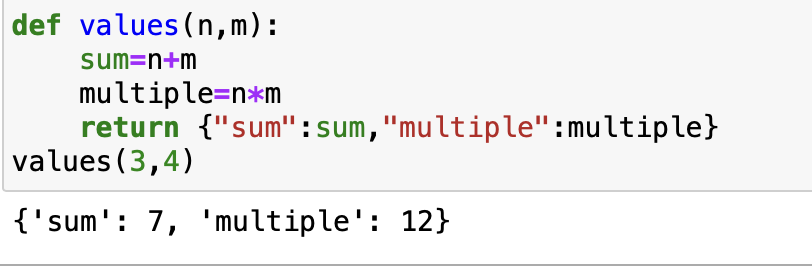 def values(n,m):
    sum=n+m
    multiple=n*m
    return {"sum":sum,"multiple":multiple}
values(3,4)
{'sum': 7, 'multiple': 12}